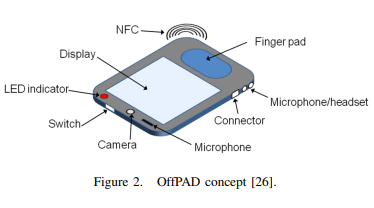 NFC
Finger pad
Display
LED indicator
Microphone/headset
Switch
Connector
Camera
Microphone
Figure 2. OffPAD concept [26].